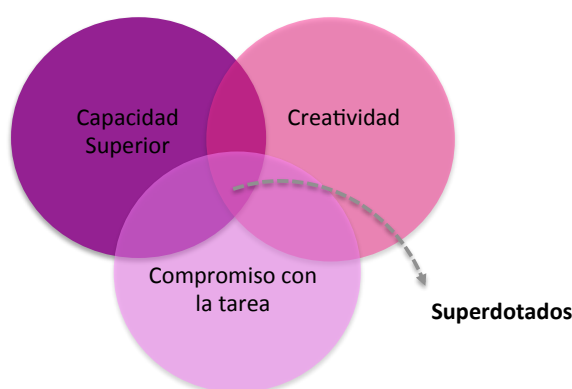 Capacidad
Superior
Creatividad
Compromiso con
la tarea
Superdotados